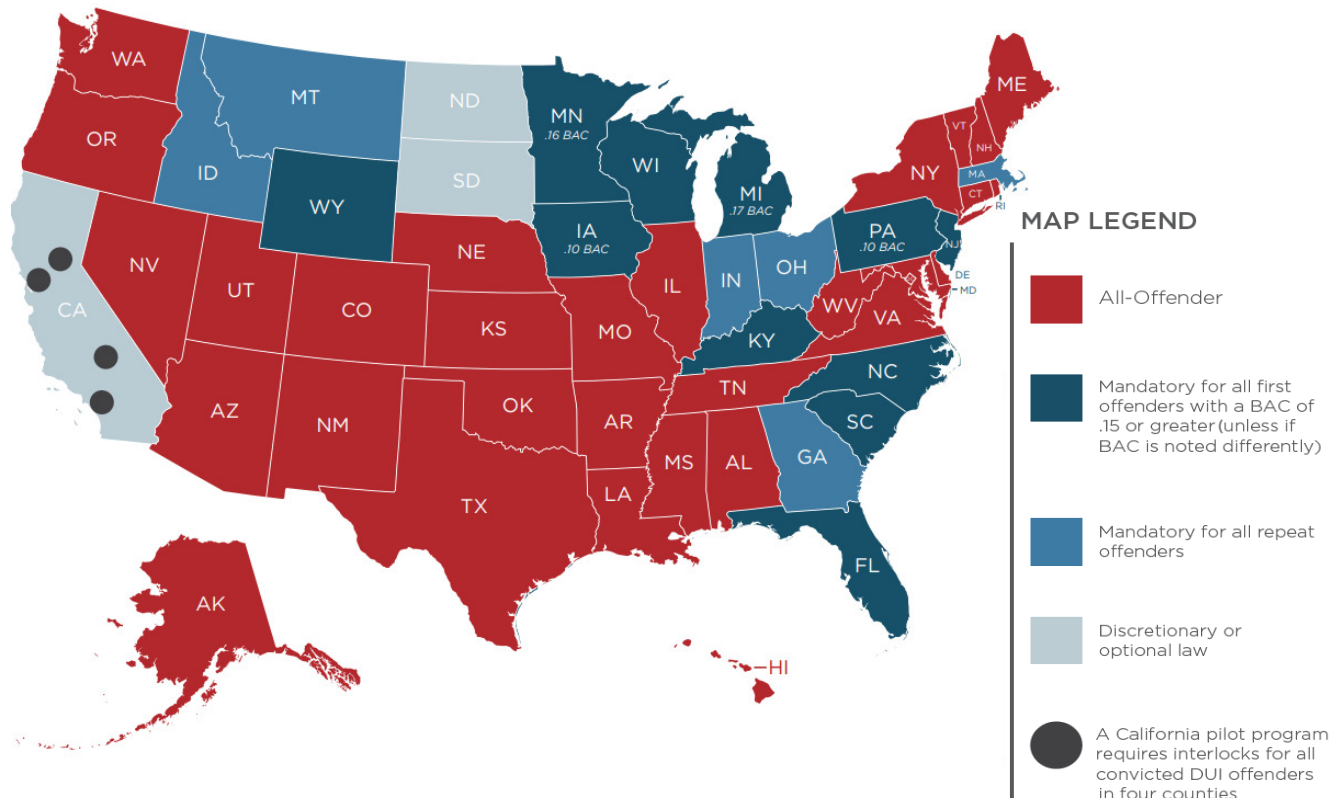 WA
OR
CA
NV
ID
MT
WY
UT
AZ
CO
NM
ND
SD
NE
KS
OK
TX
MN
.16 BAC
IA
.10 BAC
MO
AR
LA
WI
IL
MI
.17 BAC
IN
OH
KY
TN
MS
AL
GA
FL
SC
NC
VA
WV
PA
.10 BAC
NY
NJ
DE
MD
VT
NH
ME
MA
CT
RI
AK
HI
MAP LEGEND
All-Offender
Mandatory for all first
offenders with a BAC of
.15 or greater (unless if
BAC is noted differently)
Mandatory for all repeat
offenders
Discretionary or
optional law
A California pilot program
requires interlocks for all
convicted DUI offenders
in four counties